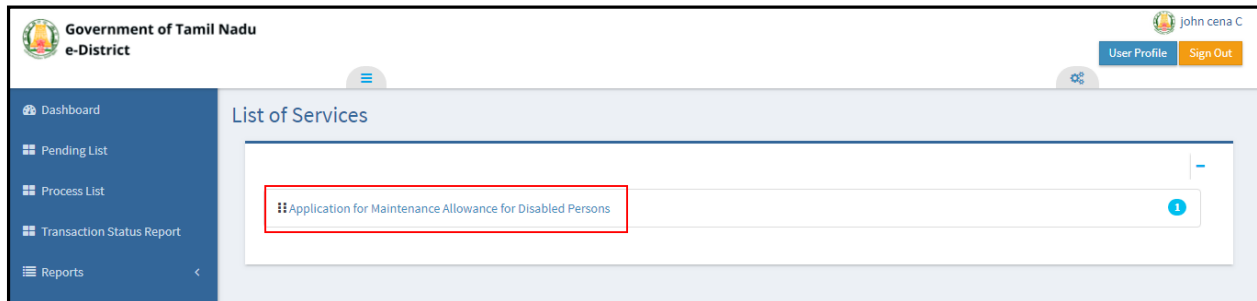 Government of Tamil Nadu
e-District
john cena C
User Profile
Sign Out
Dashboard
Pending List
Process List
Transaction Status Report
Reports
List of Services
Application for Maintenance Allowance for Disabled Persons
1